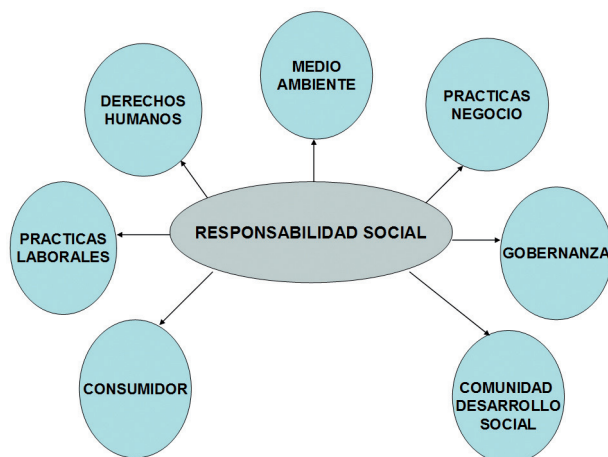 MEDIO
AMBIENTE
DERECHOS
HUMANOS
PRACTICAS
NEGOCIO
RESPONSABILIDAD SOCIAL
PRACTICAS
LABORALES
GOBERNANZA
CONSUMIDOR
COMUNIDAD
DESARROLLO
SOCIAL